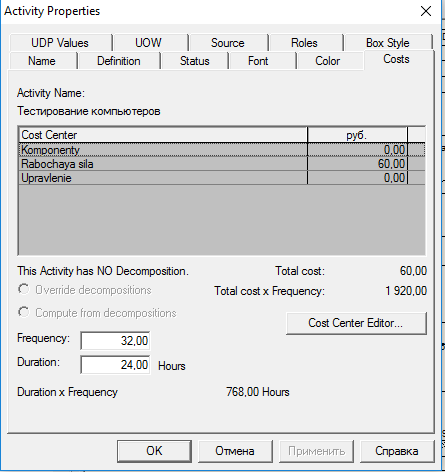 Activity Properties
UDP Values UOW Source Roles Box Style
Name Definition Status Font Color Costs
Activity Name:
Тестирование компьютеров
Cost Center руб.
Komponenty 0,00
Rabochaya sila 60,00
Upravlenie 0,00
This Activity has NO Decomposition. Total cost: 60,00
Override decompositions Total cost x Frequency: 1 920,00
Compute from decompositions
Cost Center Editor...
Frequency: 32,00
Duration: 24,00 Hours
Duration x Frequency 768,00 Hours
OK Отмена Применить Справка